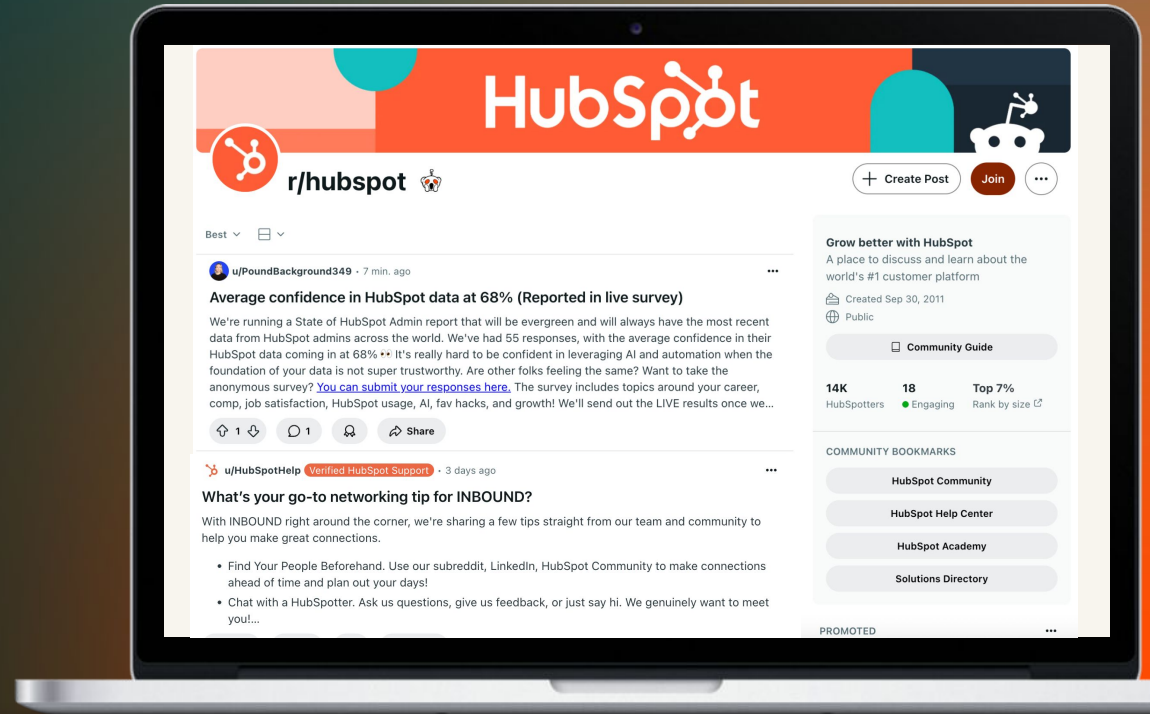 HubSpot
r/hubspot
Create Post
Join
Best
u/PoundBackground349 • 7 min. ago
Average confidence in HubSpot data at 68% (Reported in live survey)
We're running a State of HubSpot Admin report that will be evergreen and will always have the most recent
data from HubSpot admins across the world. We've had 55 responses, with the average confidence in their
HubSpot data coming in at 68% 👀 It's really hard to be confident in leveraging AI and automation when the
foundation of your data is not super trustworthy. Are other folks feeling the same? Want to take the
anonymous survey? You can submit your responses here. The survey includes topics around your career,
comp, job satisfaction, HubSpot usage, AI, fav hacks, and growth! We'll send out the LIVE results once we...
1
1
Share
u/HubSpotHelp Verified HubSpot Support • 3 days ago
What's your go-to networking tip for INBOUND?
With INBOUND right around the corner, we're sharing a few tips straight from our team and community to
help you make great connections.
• Find Your People Beforehand. Use our subreddit, LinkedIn, HubSpot Community to make connections
ahead of time and plan out your days!
• Chat with a HubSpotter. Ask us questions, give us feedback, or just say hi. We genuinely want to meet
you!...
Grow better with HubSpot
A place to discuss and learn about the
world's #1 customer platform
Created Sep 30, 2011
Public
Community Guide
14K 18 Top 7%
HubSpotters Engaging Rank by size
COMMUNITY BOOKMARKS
HubSpot Community
HubSpot Help Center
HubSpot Academy
Solutions Directory
PROMOTED